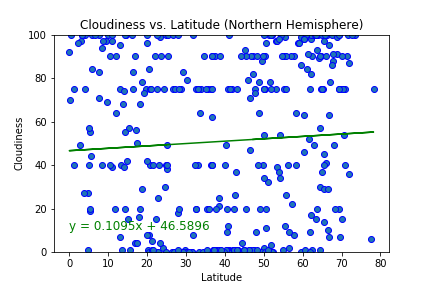 Cloudiness vs. Latitude (Northern Hemisphere)
100
80
60
40
20
0
Cloudiness
y = 0.1095x + 46.5896
0 10 20 30 40 50 60 70 80
Latitude